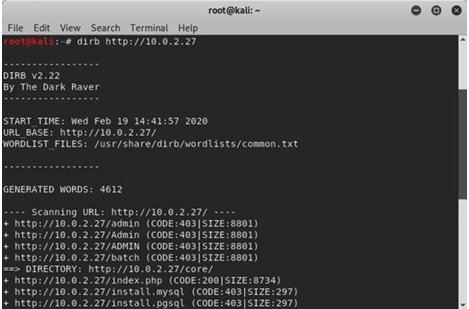 root@kali: ~
File Edit View Search Terminal Help
root@kali:~# dirb http://10.0.2.27
-----------------
DIRB v2.22
By The Dark Raver
-----------------
START_TIME: Wed Feb 19 14:41:57 2020
URL_BASE: http://10.0.2.27/
WORDLIST_FILES: /usr/share/dirb/wordlists/common.txt
-----------------
GENERATED WORDS: 4612
---- Scanning URL: http://10.0.2.27/ ----
+ http://10.0.2.27/admin (CODE:403|SIZE:8801)
+ http://10.0.2.27/Admin (CODE:403|SIZE:8801)
+ http://10.0.2.27/ADMIN (CODE:403|SIZE:8801)
+ http://10.0.2.27/batch (CODE:403|SIZE:8801)
==> DIRECTORY: http://10.0.2.27/core/
+ http://10.0.2.27/index.php (CODE:200|SIZE:8734)
+ http://10.0.2.27/install.mysql (CODE:403|SIZE:297)
+ http://10.0.2.27/install.pgsql (CODE:403|SIZE:297)